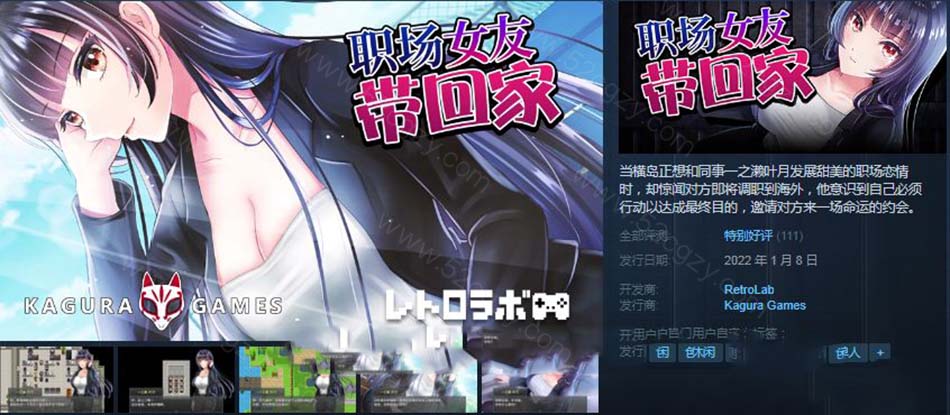 职场女友
带回家
KAGURA GAMES
レトロラボ
职场女友
带回家
当横岛正想和同事一之濑叶月发展甜美的职场恋情
时，却惊闻对方即将调职到海外，他意识到自己必须
行动以达成最终目的，邀请对方来一场命运的约会。
全部评测:
特别好评 (111)
发行日期:
2022 年 1 月 8 日
开发商:
RetroLab
发行商:
Kagura Games
+